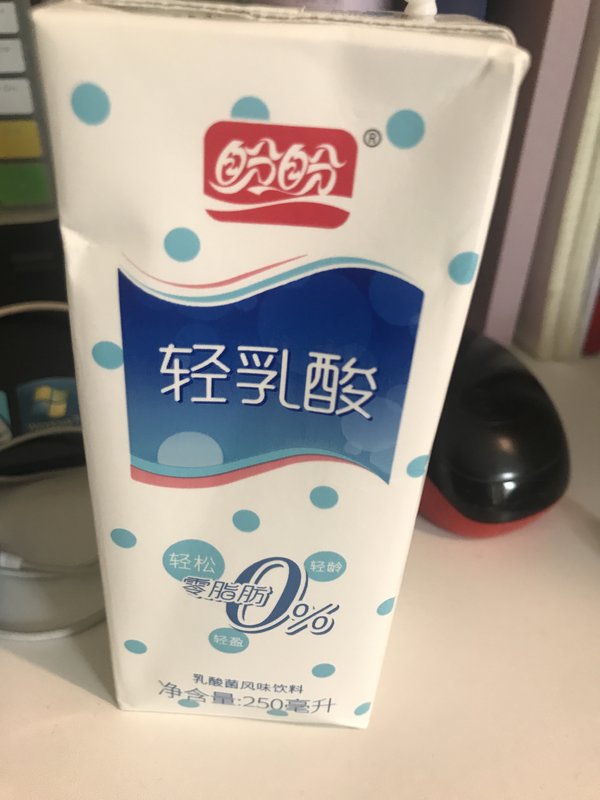 盼盼®
轻乳酸
轻松
轻龄
零脂肪0%
轻盈
乳酸菌风味饮料
净含量:250毫升